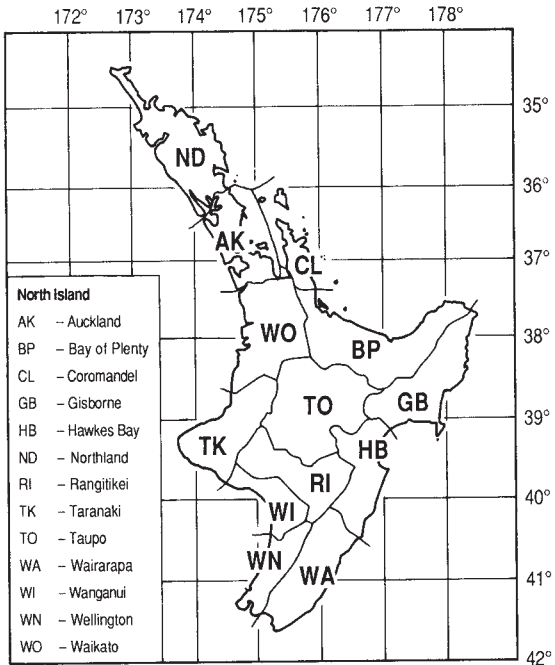 172° 173° 174° 175° 176° 177° 178°
35°
ND
36°
AK
37°
CL
North island
AK – Auckland
WO
BP – Bay of Plenty
38°
BP
CL – Coromandel
GB – Gisborne
TO
GB
39°
HB – Hawkes Bay
TK
HB
ND – Northland
RI – Rangitikei
RI
40°
TK – Taranaki
WI
TO – Taupo
WN
WA – Wairarapa
WA
41°
WI – Wanganui
WN – Wellington
WO – Waikato
42°